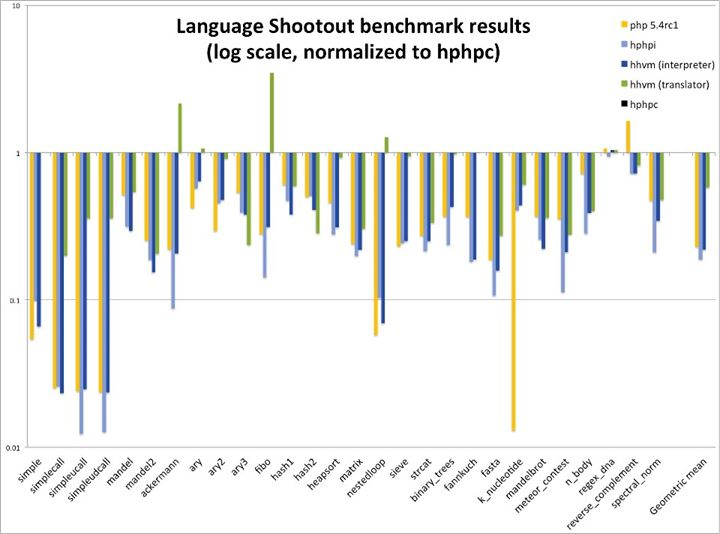 Language Shootout benchmark results
(log scale, normalized to hphpc)
php 5.4rc1
hphpi
hhvm (interpreter)
hhvm (translator)
hphpc
10
1
0.1
0.01
simple
simplecall
simpleucall
simpleudcall
mandel
mandel2
ackermann
ary
ary2
ary3
fibo
hash1
hash2
heapsort
matrix
nestedloop
sieve
strcat
binary_trees
fannkuch
fasta
k_nucleotide
mandelbrot
meteor_contest
n_body
regex_dna
reverse_complement
spectral_norm
Geometric mean